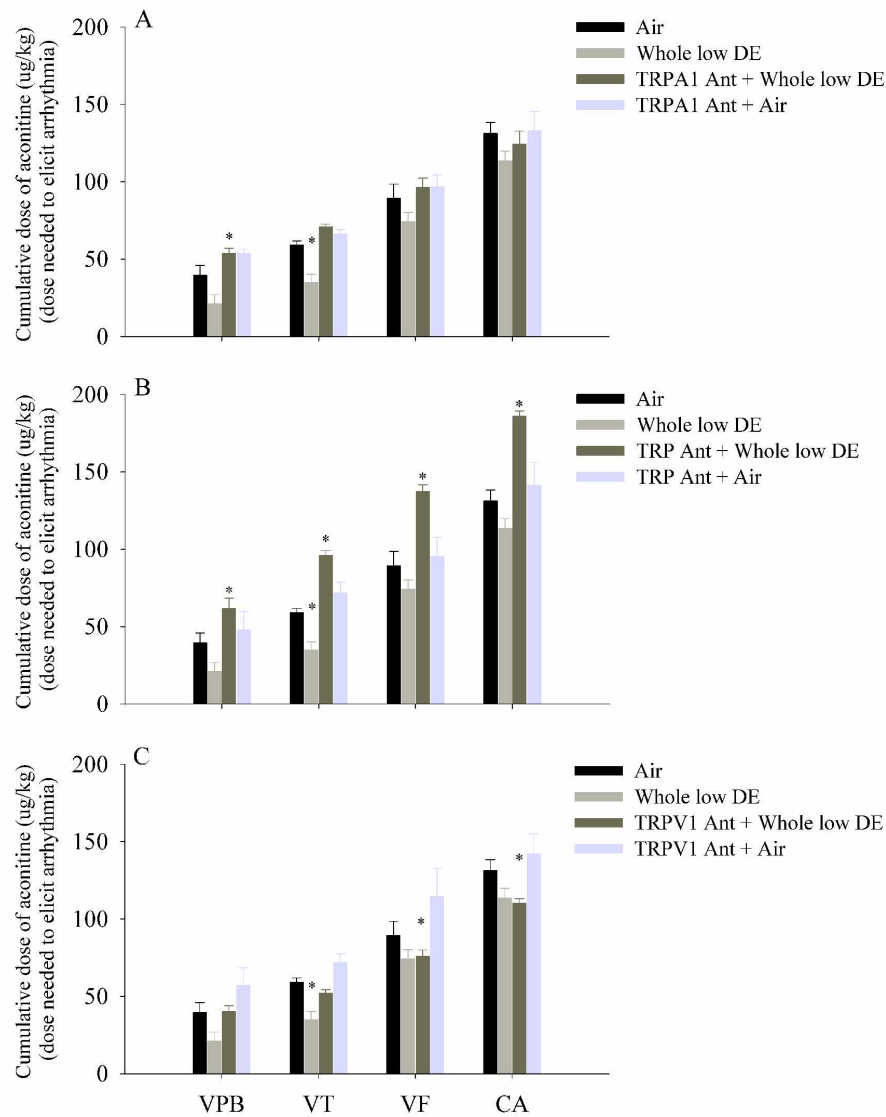 A
Cumulative dose of aconitine (ug/kg)
(dose needed to elicit arrhythmia)
200
150
100
50
0
*
*
Air
Whole low DE
TRPA1 Ant + Whole low DE
TRPA1 Ant + Air
B
Cumulative dose of aconitine (ug/kg)
(dose needed to elicit arrhythmia)
200
150
100
50
0
*
*
*
*
*
Air
Whole low DE
TRP Ant + Whole low DE
TRP Ant + Air
C
Cumulative dose of aconitine (ug/kg)
(dose needed to elicit arrhythmia)
200
150
100
50
0
*
*
*
Air
Whole low DE
TRPV1 Ant + Whole low DE
TRPV1 Ant + Air
VPB VT VF CA